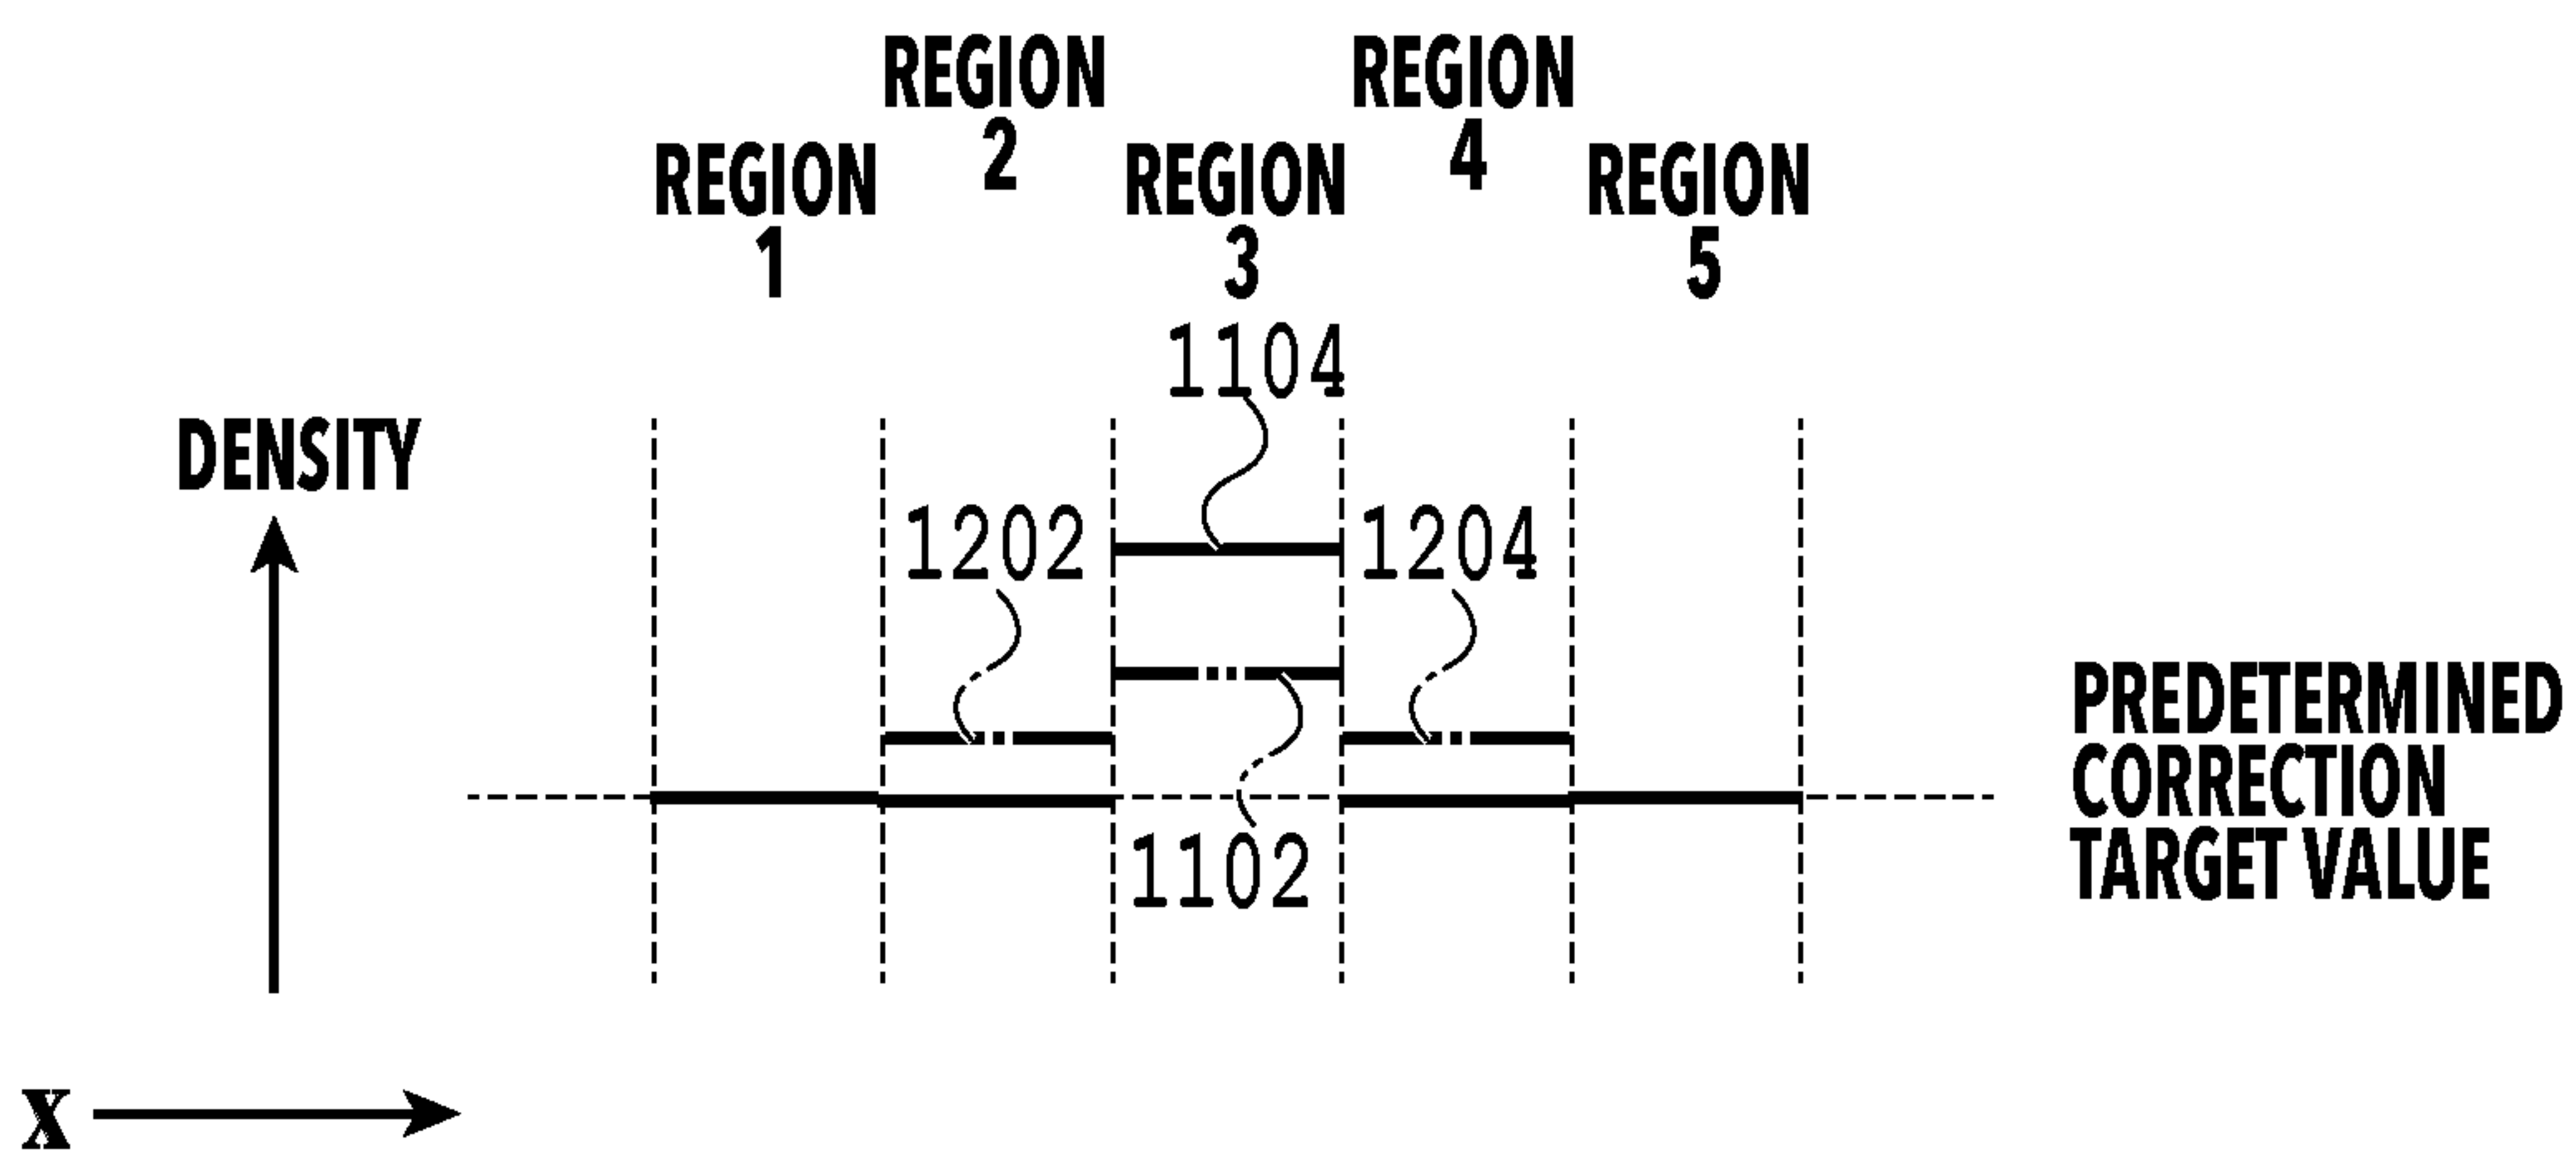 REGION
2
REGION
4
REGION
1
REGION
3
REGION
5
1104
DENSITY
1202
1204
PREDETERMINED
CORRECTION
TARGET VALUE
1102
X